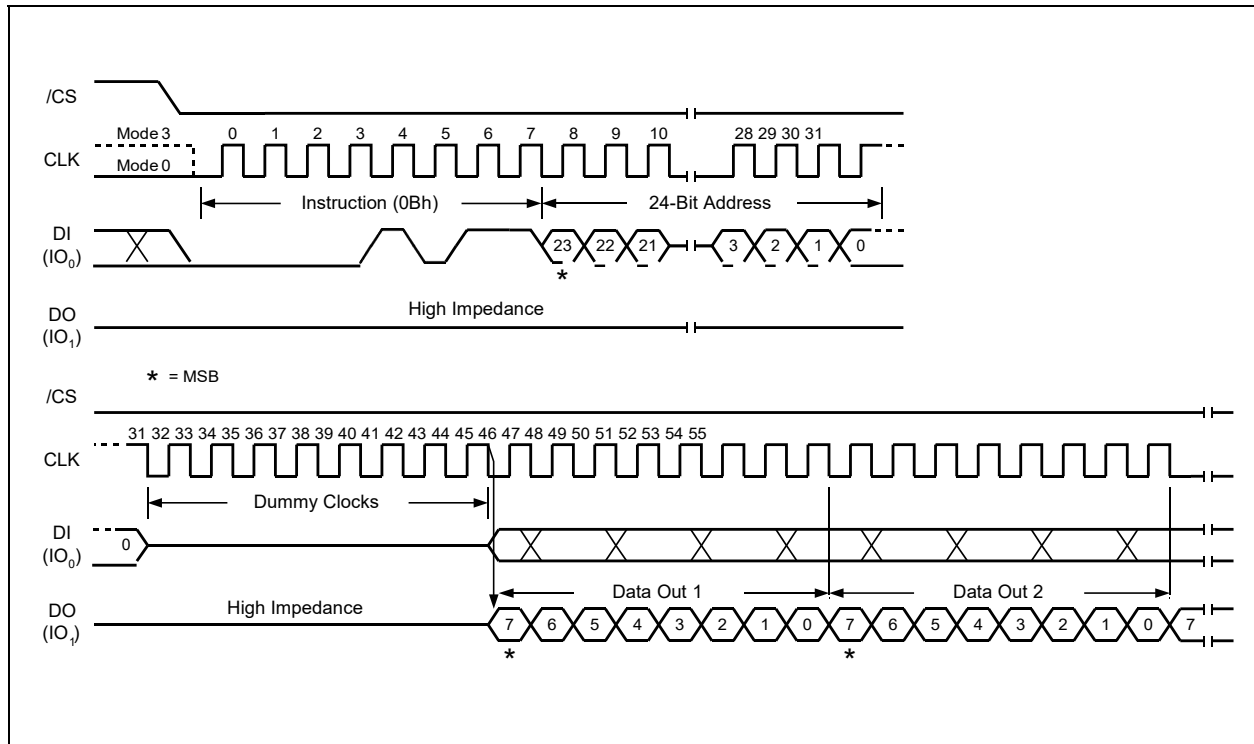 /CS
Mode 3
0 1 2 3 4 5 6 7 8 9 10 28 29 30 31
CLK
Mode 0
Instruction (0Bh) 24-Bit Address
DI
(IO0)
23 22 21 3 2 1 0
*
High Impedance
DO
(IO1)
* = MSB
/CS
31 32 33 34 35 36 37 38 39 40 41 42 43 44 45 46 47 48 49 50 51 52 53 54 55
CLK
Dummy Clocks
DI
(IO0)
0
Data Out 1 Data Out 2
High Impedance
DO
(IO1)
7 6 5 4 3 2 1 0 7 6 5 4 3 2 1 0 7
* *